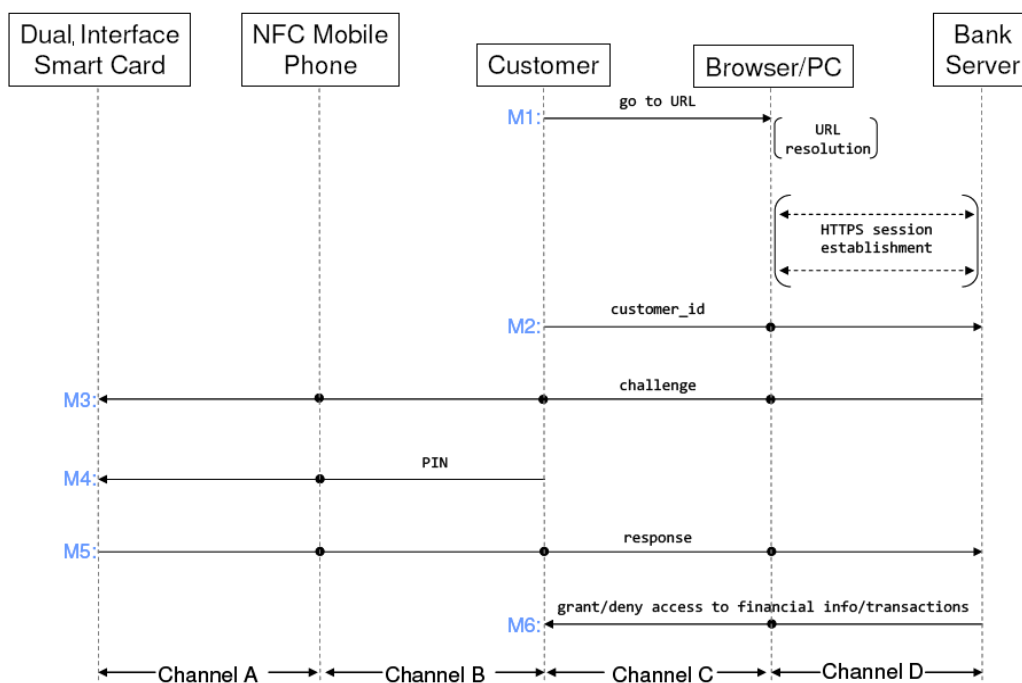 Dual, Interface
Smart Card
NFC Mobile
Phone
Customer
Browser/PC
Bank
Server
M1:
go to URL
URL
resolution
HTTPS session
establishment
M2:
customer_id
M3:
challenge
M4:
PIN
M5:
response
M6:
grant/deny access to financial info/transactions
Channel A
Channel B
Channel C
Channel D